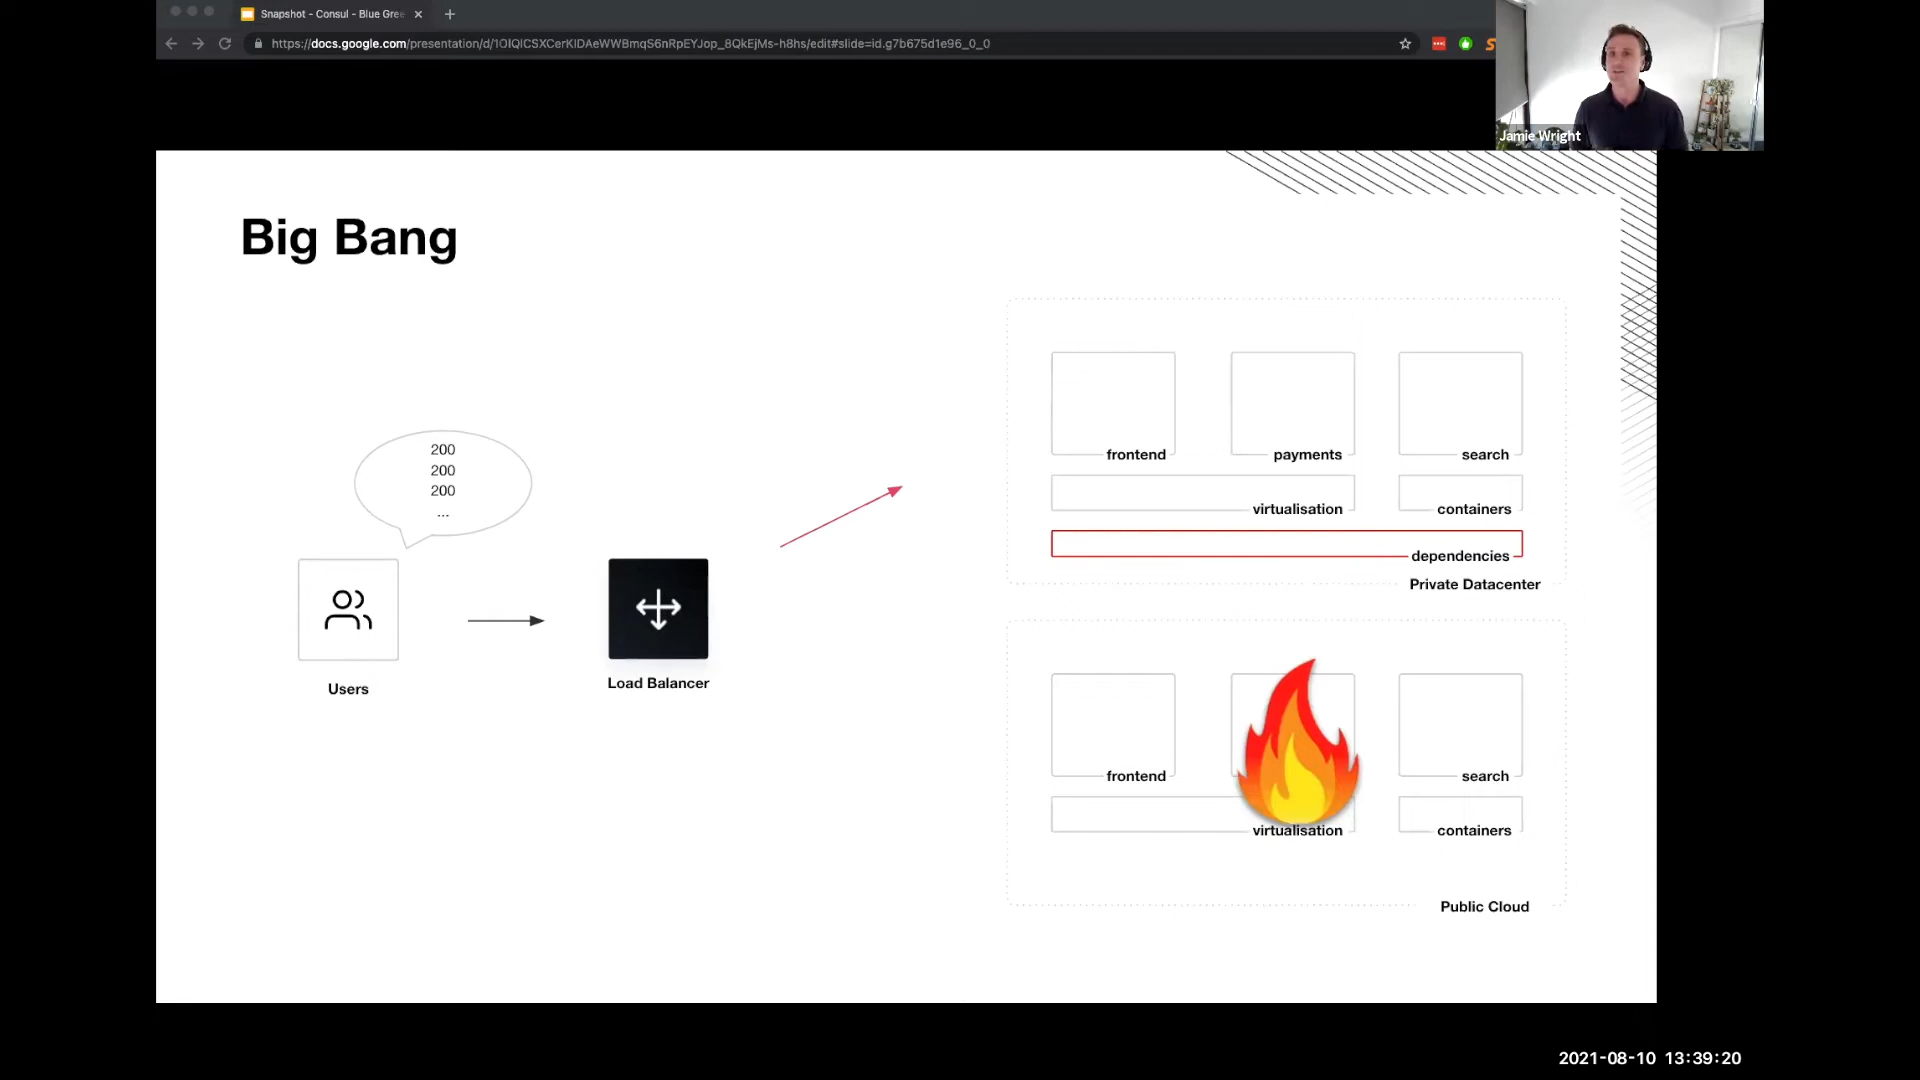 Snapshot - Consul - Blue Gree
https://docs.google.com/presentation/d/1OIQICSXCerKIDAeWWBmqS6nRpEYJop_8QkEjMs-h8hs/edit#slide=id.g7b675d1e96_0_0
Jamie Wright
Big Bang
200
200
200
...
frontend
payments
search
virtualisation
containers
dependencies
Private Datacenter
Users
Load Balancer
frontend
search
virtualisation
containers
Public Cloud
2021-08-10 13:39:20